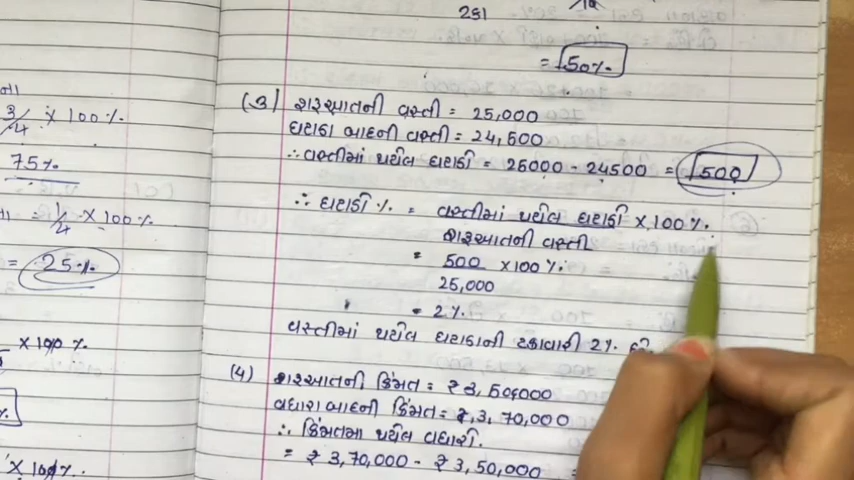 ના
3/4 × 100%.
75%
ના = 1/4 × 100%
= 25%
× 100%
× 100%.
ટકા
= 50%
(3) શરૂઆતની વસ્તી = 25,000
ઘટાડા બાદની વસ્તી = 24,500
∴ વસ્તીમાં થયેલ ઘટાડો = 25000 - 24500 = 500
∴ ઘટાડો % = વસ્તીમાં થયેલ ઘટાડો × 100%.
શરૂઆતની વસ્તી
= 500 × 100%
25,000
= 2%.
વસ્તીમાં થયેલ ઘટાડાની ટકાવારી 2% છે.
(4) શરૂઆતની કિંમત = ₹ 3,50,000
વધારા બાદની કિંમત = ₹ 3,70,000
∴ કિંમતમાં થયેલ વધારો.
= ₹ 3,70,000 - ₹ 3,50,000 =